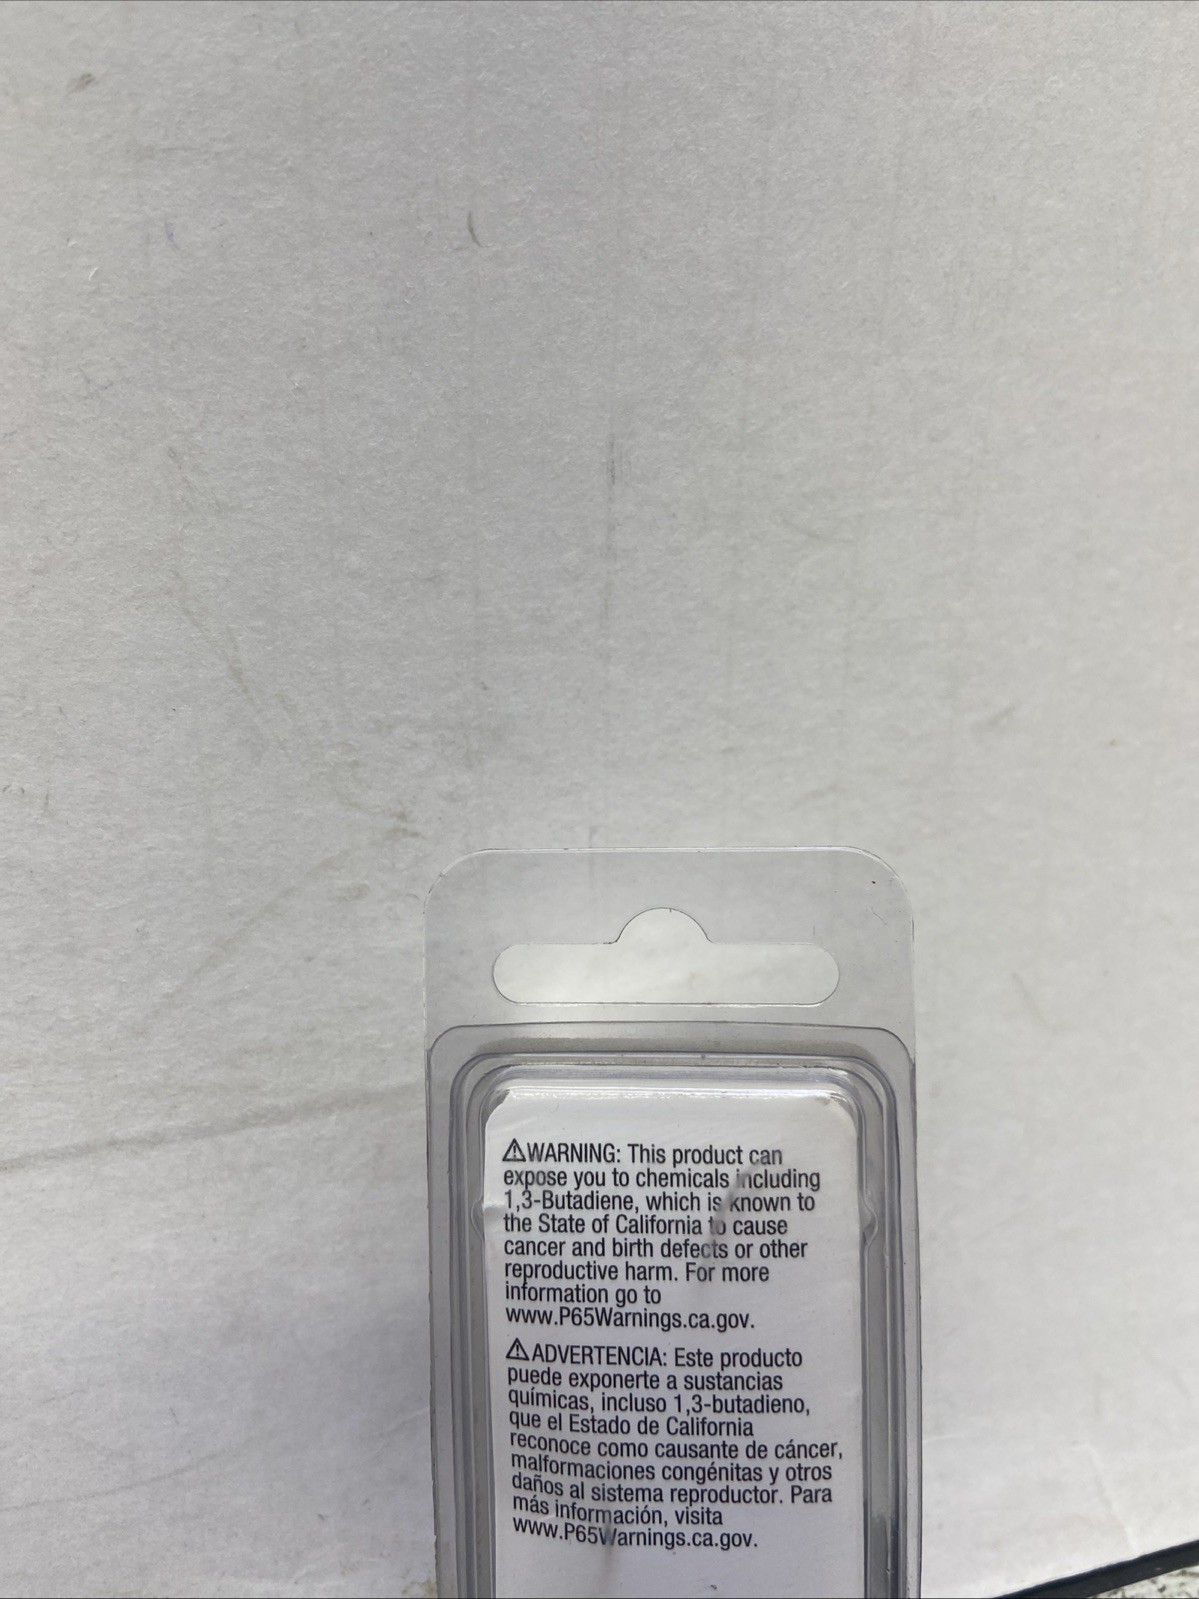 ⚠WARNING: This product can
expose you to chemicals including
1,3-Butadiene, which is known to
the State of California to cause
cancer and birth defects or other
reproductive harm. For more
information go to
www.P65Warnings.ca.gov.
⚠ADVERTENCIA: Este producto
puede exponerte a sustancias
químicas, incluso 1,3-butadieno,
que el Estado de California
reconoce como causante de cáncer,
malformaciones congénitas y otros
daños al sistema reproductor. Para
más información, visita
www.P65Warnings.ca.gov.